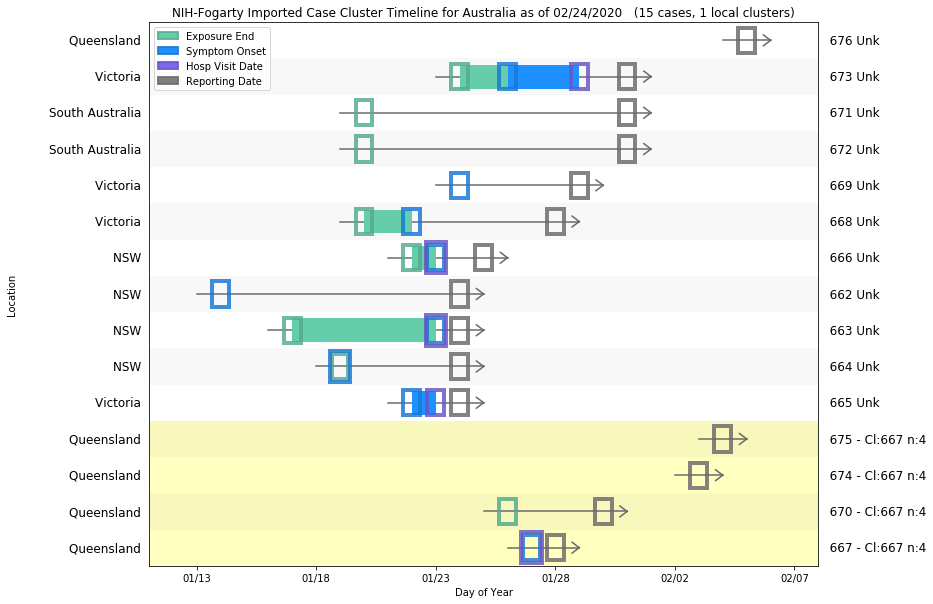 NIH-Fogarty Imported Case Cluster Timeline for Australia as of 02/24/2020 (15 cases, 1 local clusters)
Exposure End
Symptom Onset
Hosp Visit Date
Reporting Date
Location
Queensland 676 Unk
Victoria 673 Unk
South Australia 671 Unk
South Australia 672 Unk
Victoria 669 Unk
Victoria 668 Unk
NSW 666 Unk
NSW 662 Unk
NSW 663 Unk
NSW 664 Unk
Victoria 665 Unk
Queensland 675 - Cl:667 n:4
Queensland 674 - Cl:667 n:4
Queensland 670 - Cl:667 n:4
Queensland 667 - Cl:667 n:4
01/13 01/18 01/23 01/28 02/02 02/07
Day of Year